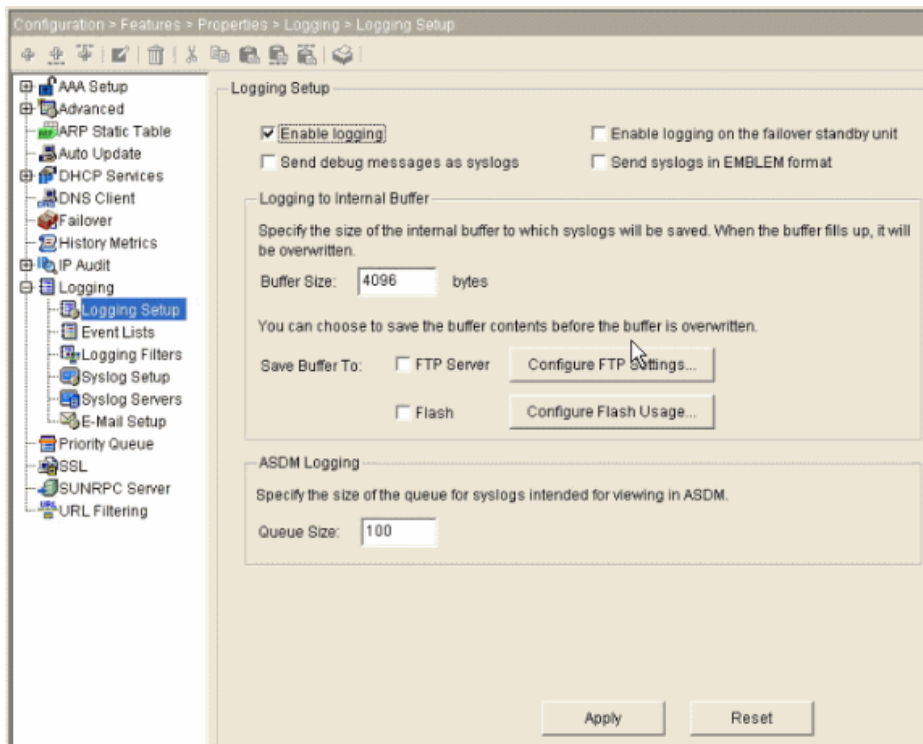 Configuration > Features > Properties > Logging > Logging Setup
AAA Setup
Advanced
ARP Static Table
Auto Update
DHCP Services
DNS Client
Failover
History Metrics
IP Audit
Logging
Logging Setup
Event Lists
Logging Filters
Syslog Setup
Syslog Servers
E-Mail Setup
Priority Queue
SSL
SUNRPC Server
URL Filtering
Logging Setup
Enable logging
Enable logging on the failover standby unit
Send debug messages as syslogs
Send syslogs in EMBLEM format
Logging to Internal Buffer
Specify the size of the internal buffer to which syslogs will be saved. When the buffer fills up, it will
be overwritten.
Buffer Size: 4096 bytes
You can choose to save the buffer contents before the buffer is overwritten.
Save Buffer To: FTP Server Configure FTP Settings...
Flash Configure Flash Usage...
ASDM Logging
Specify the size of the queue for syslogs intended for viewing in ASDM.
Queue Size: 100
Apply Reset